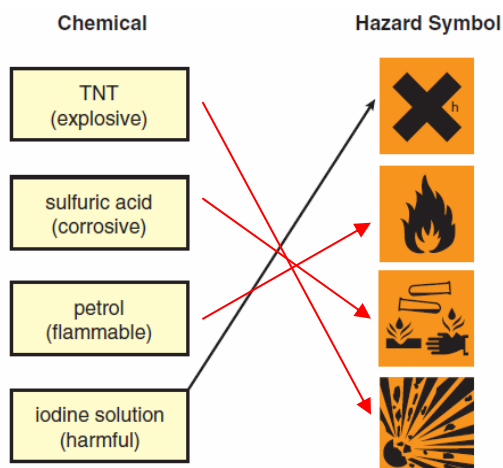 Chemical
Hazard Symbol
TNT
(explosive)
h
sulfuric acid
(corrosive)
petrol
(flammable)
iodine solution
(harmful)